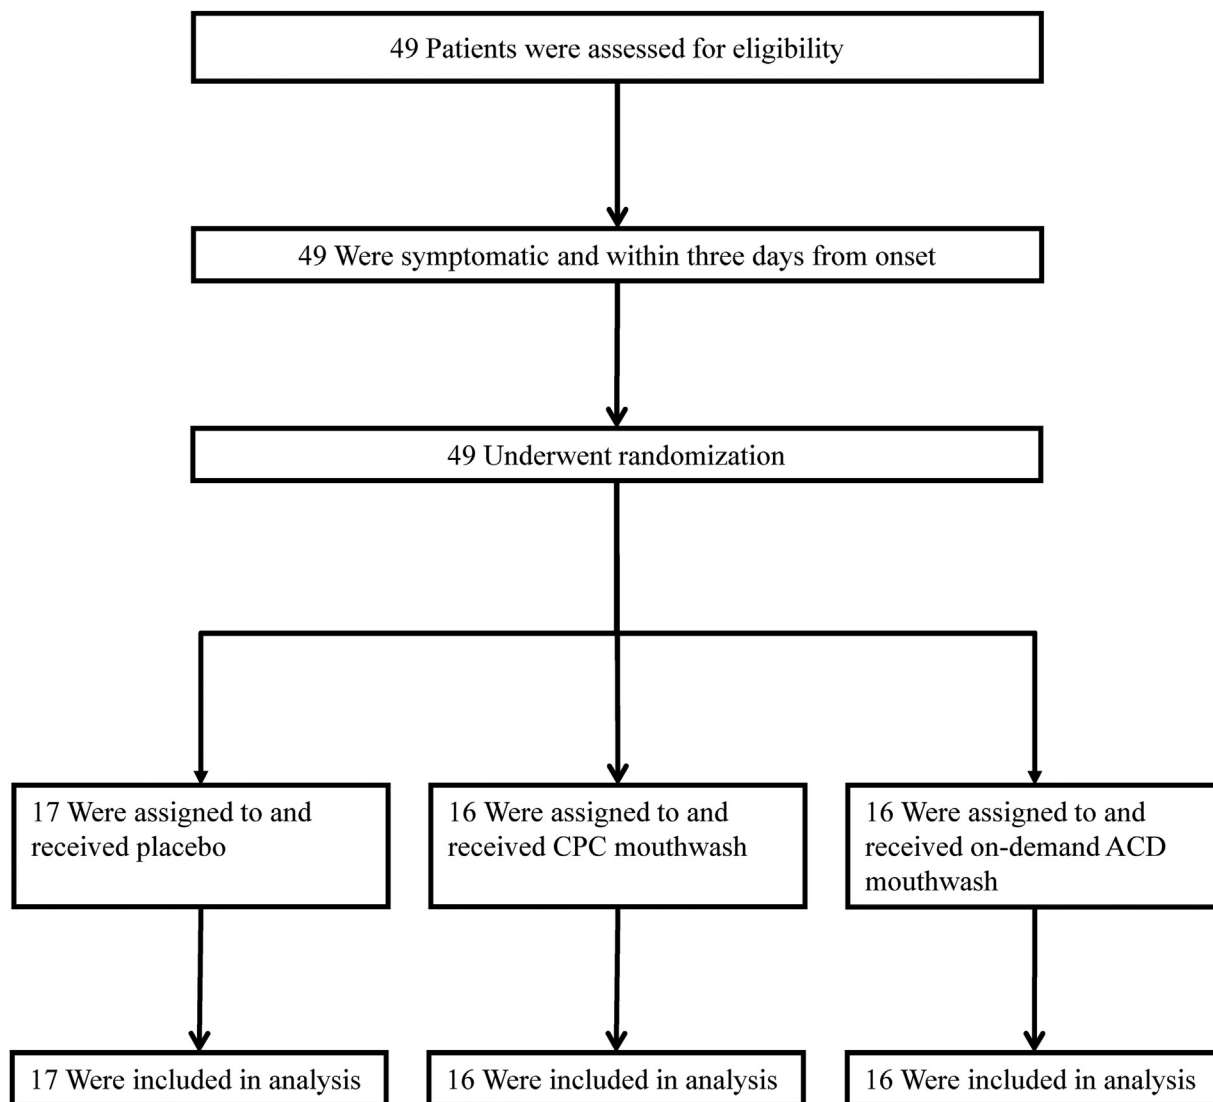 49 Patients were assessed for eligibility
49 Were symptomatic and within three days from onset
49 Underwent randomization
17 Were assigned to and
received placebo
16 Were assigned to and
received CPC mouthwash
16 Were assigned to and
received on-demand ACD
mouthwash
17 Were included in analysis
16 Were included in analysis
16 Were included in analysis